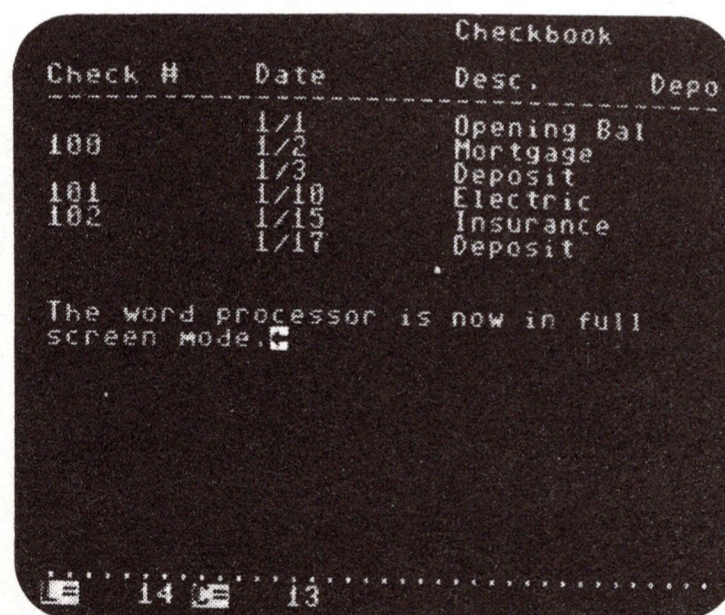 Checkbook
Check # Date Desc. Depo
1/1 Opening Bal
100 1/2 Mortgage
1/3 Deposit
101 1/10 Electric
102 1/15 Insurance
1/17 Deposit
The word processor is now in full
screen mode.C
L= 14 C= 13